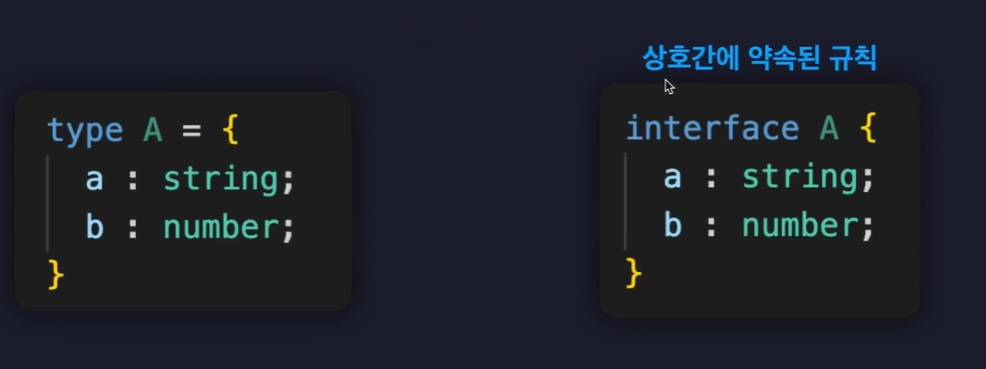 type A = {
a : string;
b : number;
}
상호간에 약속된 규칙
interface A {
a : string;
b : number;
}